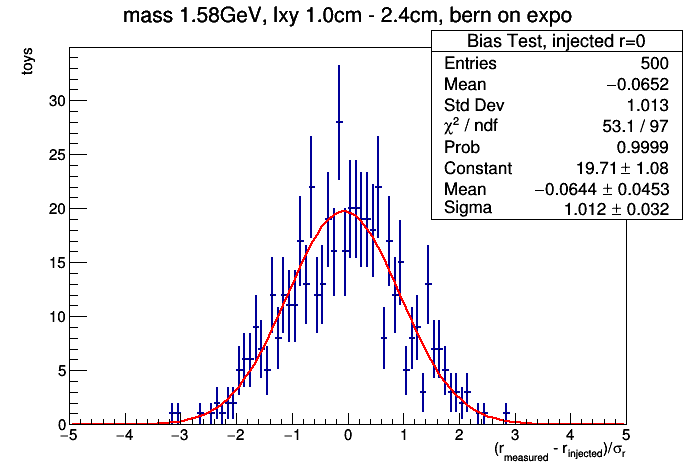 mass 1.58GeV, lxy 1.0cm - 2.4cm, bern on expo
Bias Test, injected r=0
Entries 500
Mean −0.0652
Std Dev 1.013
χ² / ndf 53.1 / 97
Prob 0.9999
Constant 19.71 ± 1.08
Mean −0.0644 ± 0.0453
Sigma 1.012 ± 0.032
toys
30
25
20
15
10
5
0
−5 −4 −3 −2 −1 0 1 2 3 4 5
(r_measured - r_injected)/σ_r